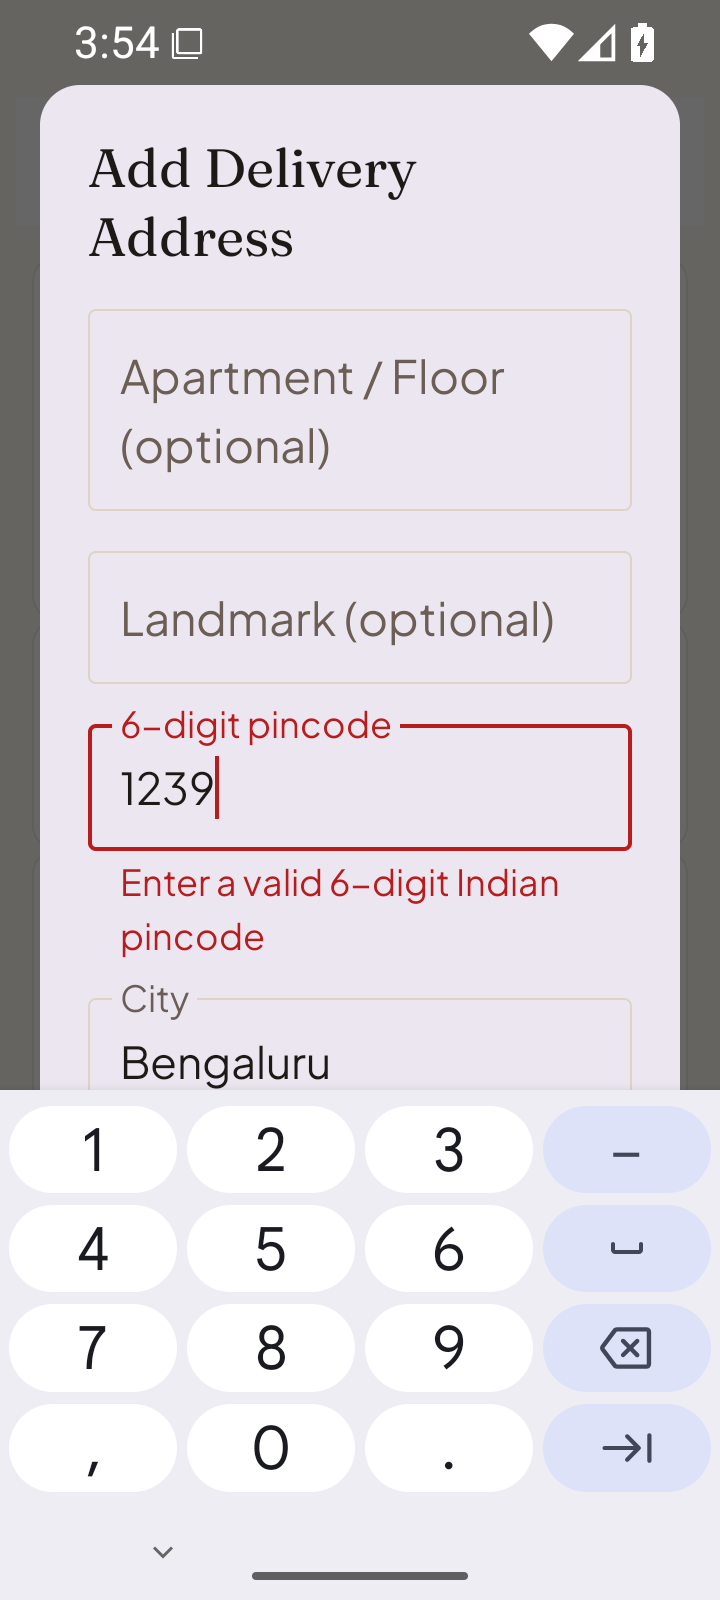 3:54
Add Delivery
Address
Apartment / Floor
(optional)
Landmark (optional)
6-digit pincode
1239
Enter a valid 6-digit Indian
pincode
City
Bengaluru
1 2 3 –
4 5 6
7 8 9
, 0 .